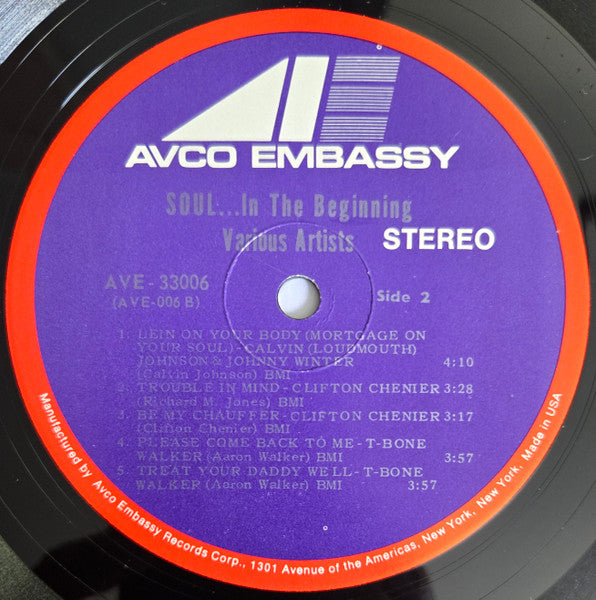 AVCO EMBASSY
SOUL...In The Beginning
Various Artists STEREO
AVE-33006
(AVE-006 B)
Side 2
1. LEIN ON YOUR BODY (MORTGAGE ON
YOUR SOUL)-CALVIN (LOUDMOUTH)
JOHNSON & JOHNNY WINTER 4:10
(Calvin Johnson) BMI
2. TROUBLE IN MIND-CLIFTON CHENIER 3:28
(Richard M. Jones) BMI
3. BE MY CHAUFFER-CLIFTON CHENIER 3:17
(Clifton Chenier) BMI
4. PLEASE COME BACK TO ME-T-BONE
WALKER (Aaron Walker) BMI 3:57
5. TREAT YOUR DADDY WELL-T-BONE
WALKER (Aaron Walker) BMI 3:57
Manufactured by Avco Embassy Records Corp., 1301 Avenue of the Americas, New York, New York, Made in USA